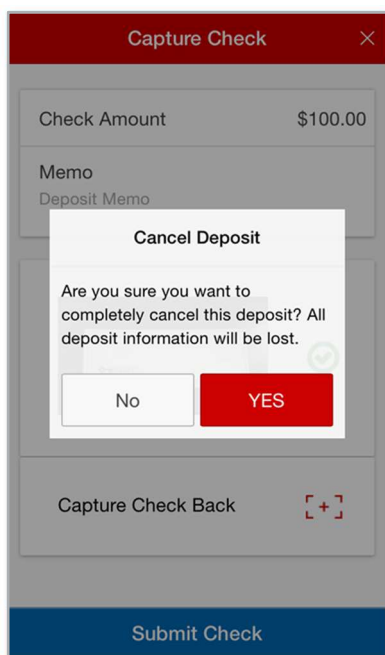 Capture Check
Check Amount $100.00
Memo
Deposit Memo
Cancel Deposit
Are you sure you want to
completely cancel this deposit? All
deposit information will be lost.
No YES
Capture Check Back
Submit Check